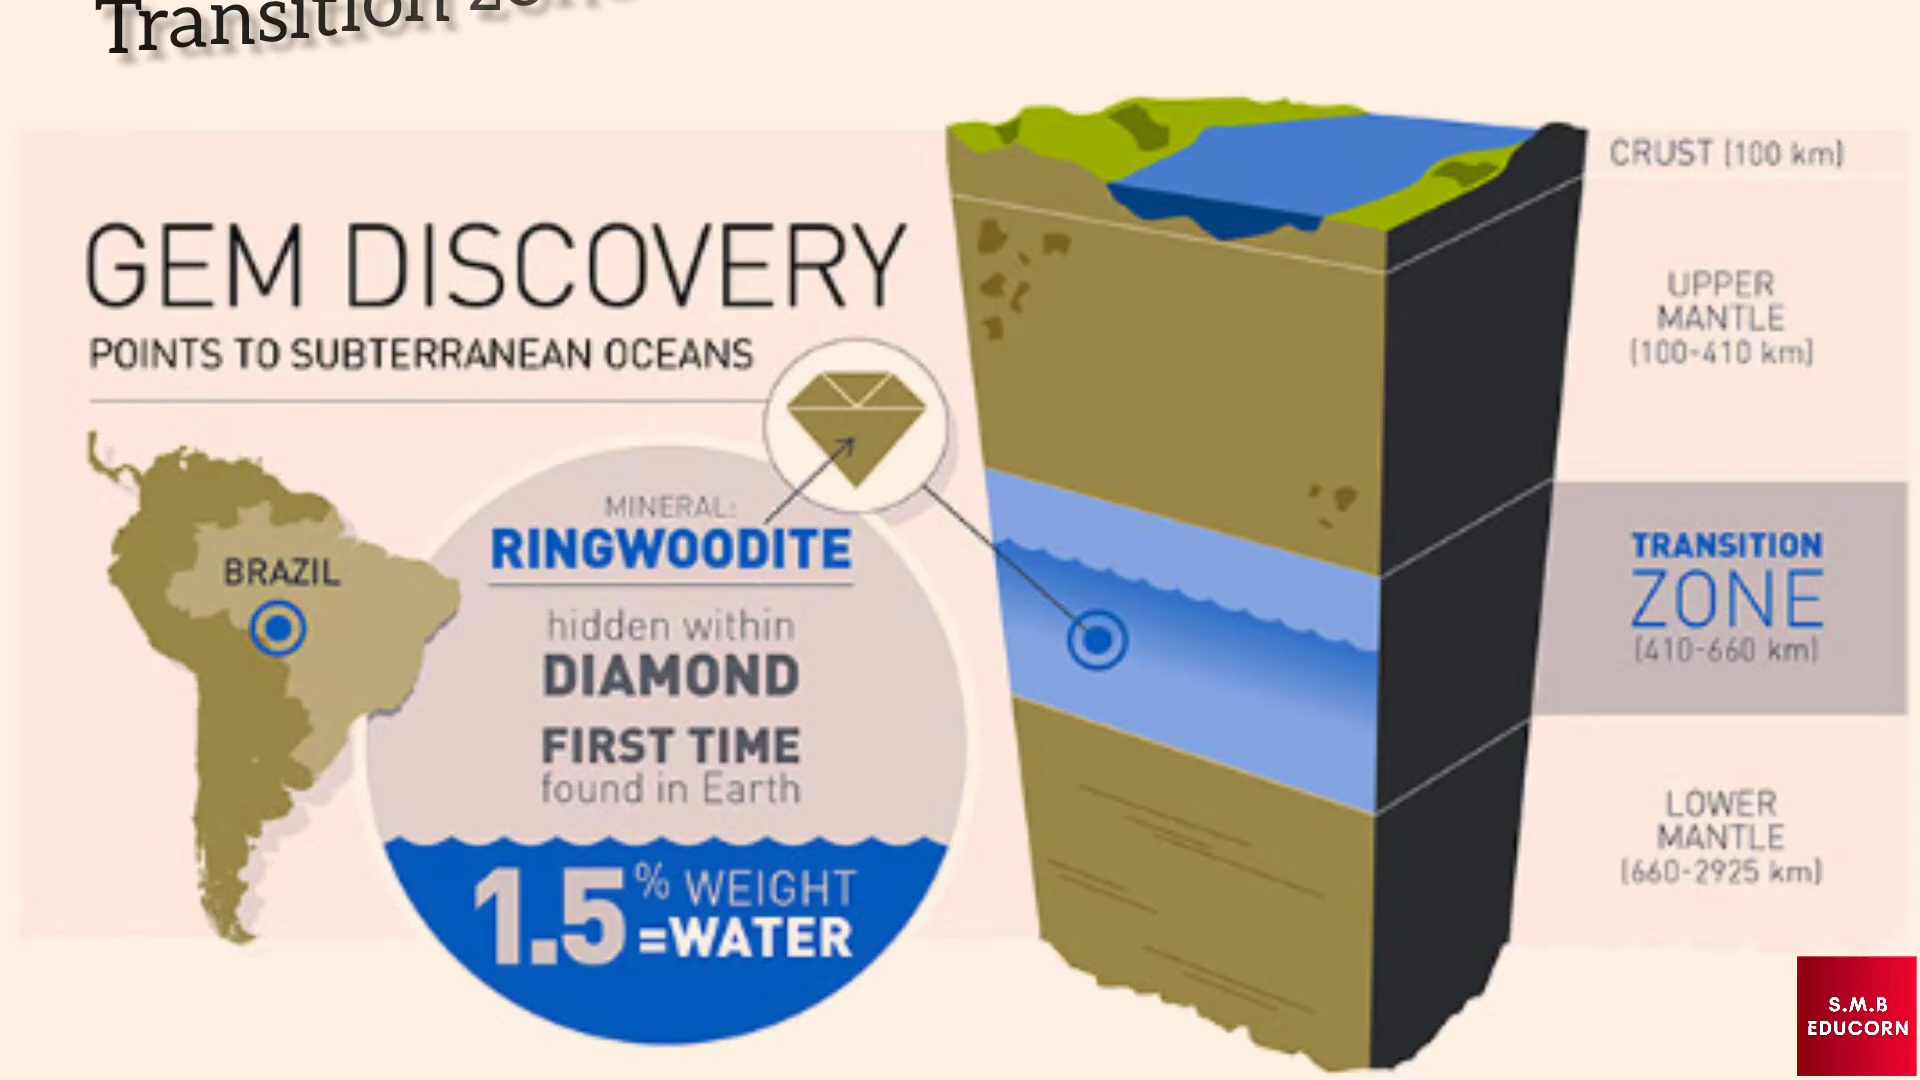 Transition zone
GEM DISCOVERY
POINTS TO SUBTERRANEAN OCEANS
BRAZIL
MINERAL:
RINGWOODITE
hidden within
DIAMOND
FIRST TIME
found in Earth
1.5% WEIGHT
=WATER
CRUST (100 km)
UPPER
MANTLE
(100-410 km)
TRANSITION
ZONE
(410-660 km)
LOWER
MANTLE
(660-2925 km)
S.M.B
EDUCORN